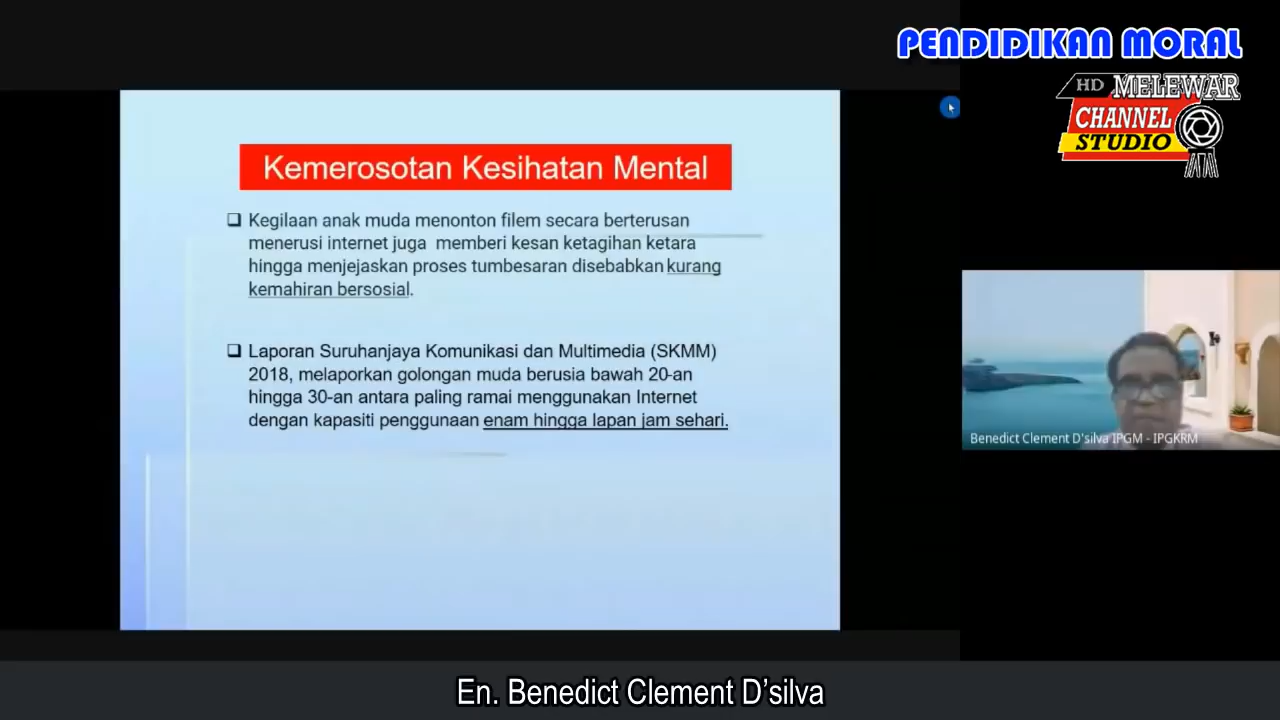 PENDIDIKAN MORAL
HD MELEWAR
CHANNEL
STUDIO
Kemerosotan Kesihatan Mental
Kegilaan anak muda menonton filem secara berterusan
menerusi internet juga memberi kesan ketagihan ketara
hingga menjejaskan proses tumbesaran disebabkan kurang
kemahiran bersosial.
Laporan Suruhanjaya Komunikasi dan Multimedia (SKMM)
2018, melaporkan golongan muda berusia bawah 20-an
hingga 30-an antara paling ramai menggunakan Internet
dengan kapasiti penggunaan enam hingga lapan jam sehari.
Benedict Clement D'silva IPGM - IPGKRM
En. Benedict Clement D’silva